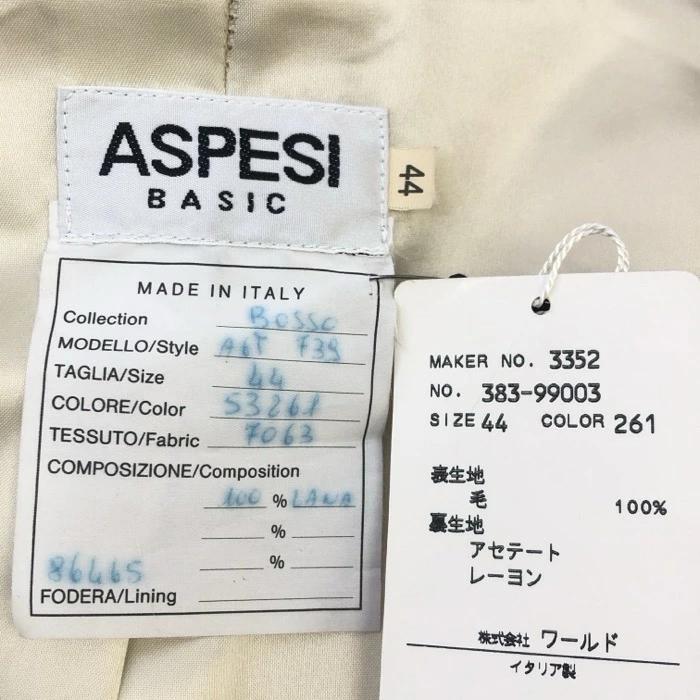 ASPESI
BASIC
44
MADE IN ITALY
Collection BOSSO
MODELLO/Style A6T 739
TAGLIA/Size 44
COLORE/Color 53261
TESSUTO/Fabric 7063
COMPOSIZIONE/Composition
100 % LANA
%
%
86465
FODERA/Lining
MAKER NO. 3352
NO. 383-99003
SIZE 44 COLOR 261
表生地
毛 100%
裏生地
アセテート
レーヨン
株式会社 ワールド
イタリア製